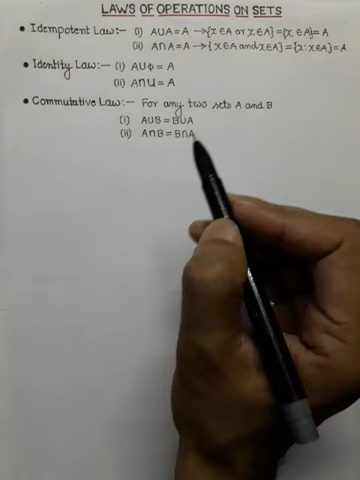 LAWS OF OPERATIONS ON SETS
• Idempotent Law:- (i) A∪A = A → {x∈A or x∈A} = {x∈A} = A
(ii) A∩A = A → {x∈A and x∈A} = {x:x∈A} = A
• Identity Law:- (i) A∪Φ = A
(ii) A∩U = A
• Commutative Law:- For any two sets A and B
(i) A∪B = B∪A
(ii) A∩B = B∩A